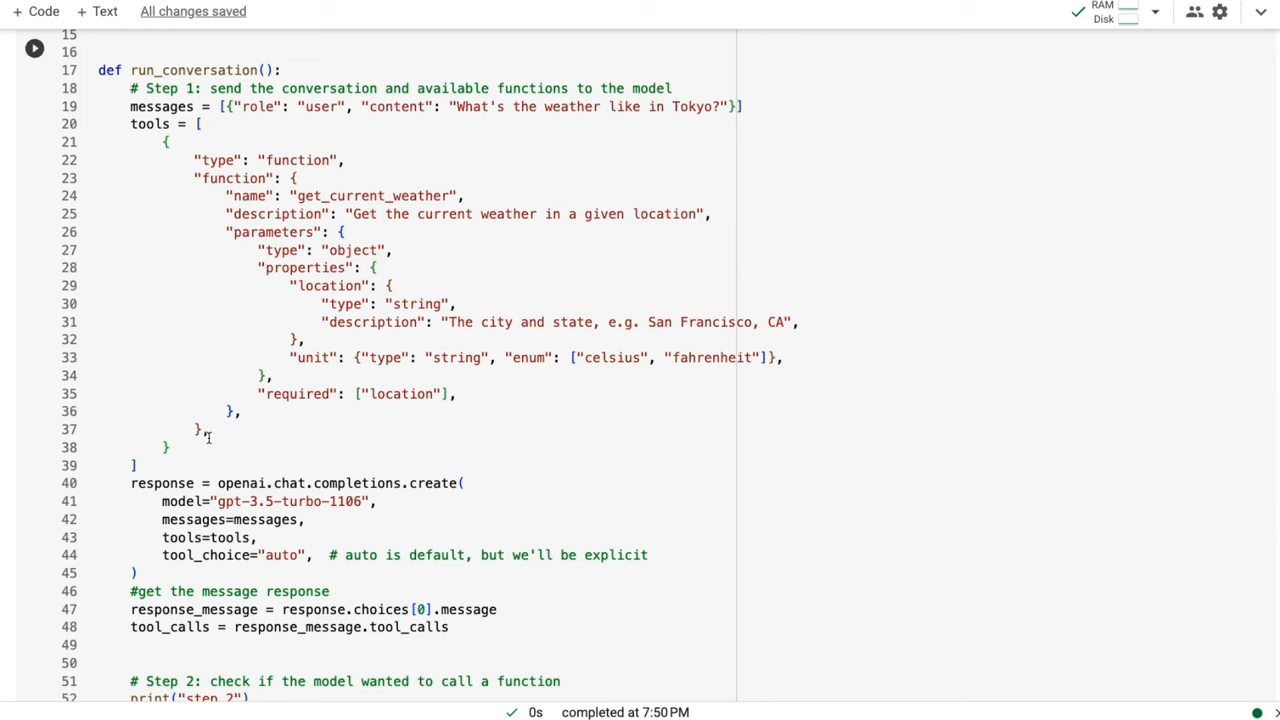 + Code + Text All changes saved RAM
Disk
15
16
17 def run_conversation():
18 # Step 1: send the conversation and available functions to the model
19 messages = [{"role": "user", "content": "What's the weather like in Tokyo?"}]
20 tools = [
21 {
22 "type": "function",
23 "function": {
24 "name": "get_current_weather",
25 "description": "Get the current weather in a given location",
26 "parameters": {
27 "type": "object",
28 "properties": {
29 "location": {
30 "type": "string",
31 "description": "The city and state, e.g. San Francisco, CA",
32 },
33 "unit": {"type": "string", "enum": ["celsius", "fahrenheit"]},
34 },
35 "required": ["location"],
36 },
37 },
38 }
39 ]
40 response = openai.chat.completions.create(
41 model="gpt-3.5-turbo-1106",
42 messages=messages,
43 tools=tools,
44 tool_choice="auto", # auto is default, but we'll be explicit
45 )
46 #get the message response
47 response_message = response.choices[0].message
48 tool_calls = response_message.tool_calls
49
50
51 # Step 2: check if the model wanted to call a function
52 print("step 2")
0s completed at 7:50 PM